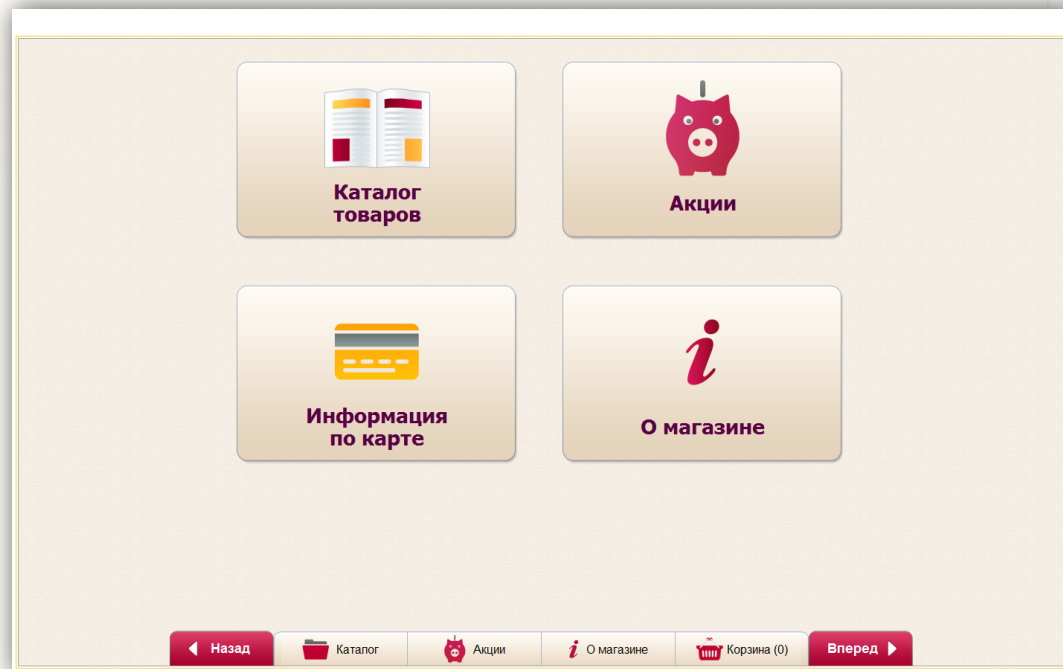 Каталог
товаров
Акции
Информация
по карте
О магазине
Назад
Каталог
Акции
О магазине
Корзина (0)
Вперед